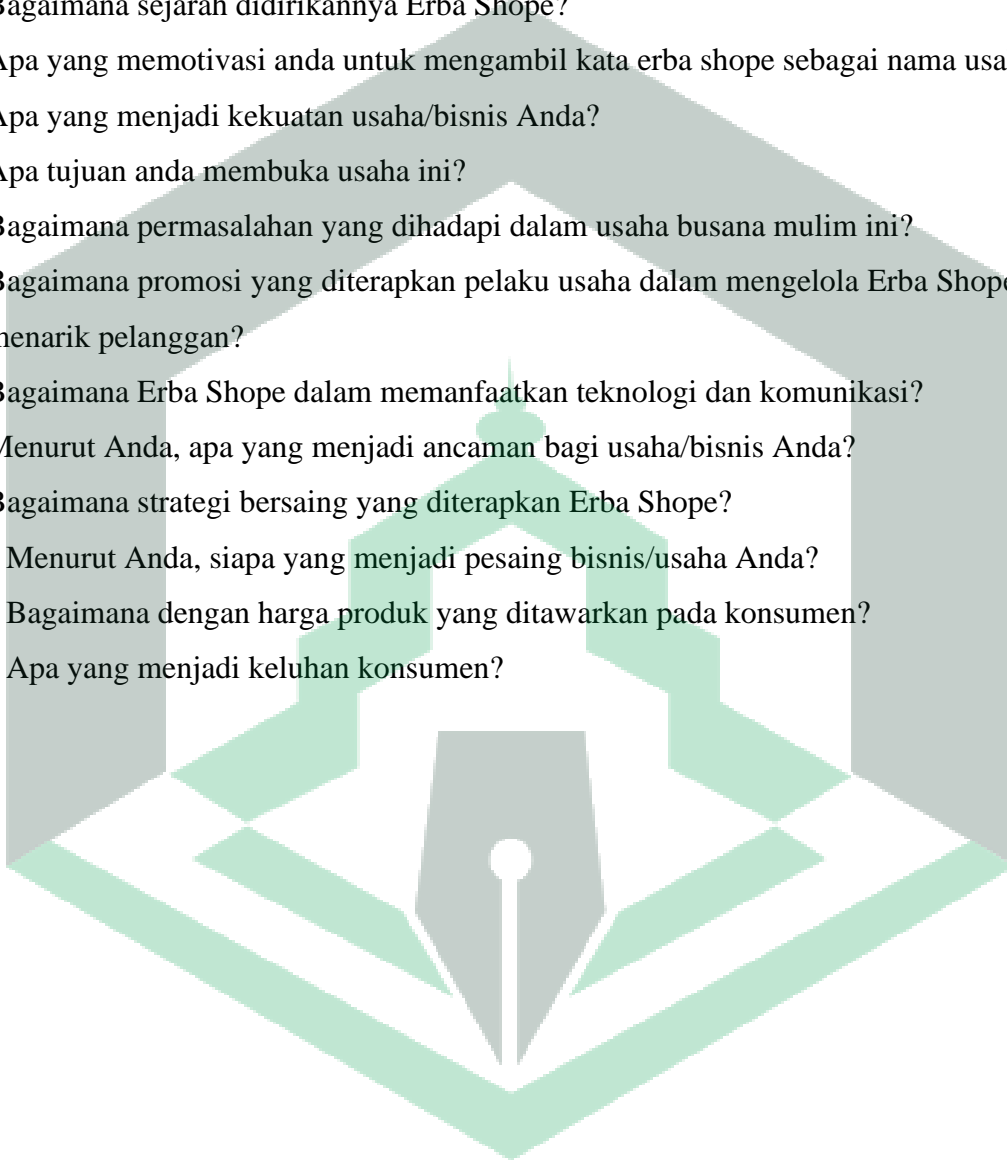 Bagaimana sejarah didirikannya Erba Shope?
Apa yang memotivasi anda untuk mengambil kata erba shope sebagai nama usa
Apa yang menjadi kekuatan usaha/bisnis Anda?
Apa tujuan anda membuka usaha ini?
Bagaimana permasalahan yang dihadapi dalam usaha busana mulim ini?
Bagaimana promosi yang diterapkan pelaku usaha dalam mengelola Erba Shope
menarik pelanggan?
Bagaimana Erba Shope dalam memanfaatkan teknologi dan komunikasi?
Menurut Anda, apa yang menjadi ancaman bagi usaha/bisnis Anda?
Bagaimana strategi bersaing yang diterapkan Erba Shope?
Menurut Anda, siapa yang menjadi pesaing bisnis/usaha Anda?
Bagaimana dengan harga produk yang ditawarkan pada konsumen?
Apa yang menjadi keluhan konsumen?